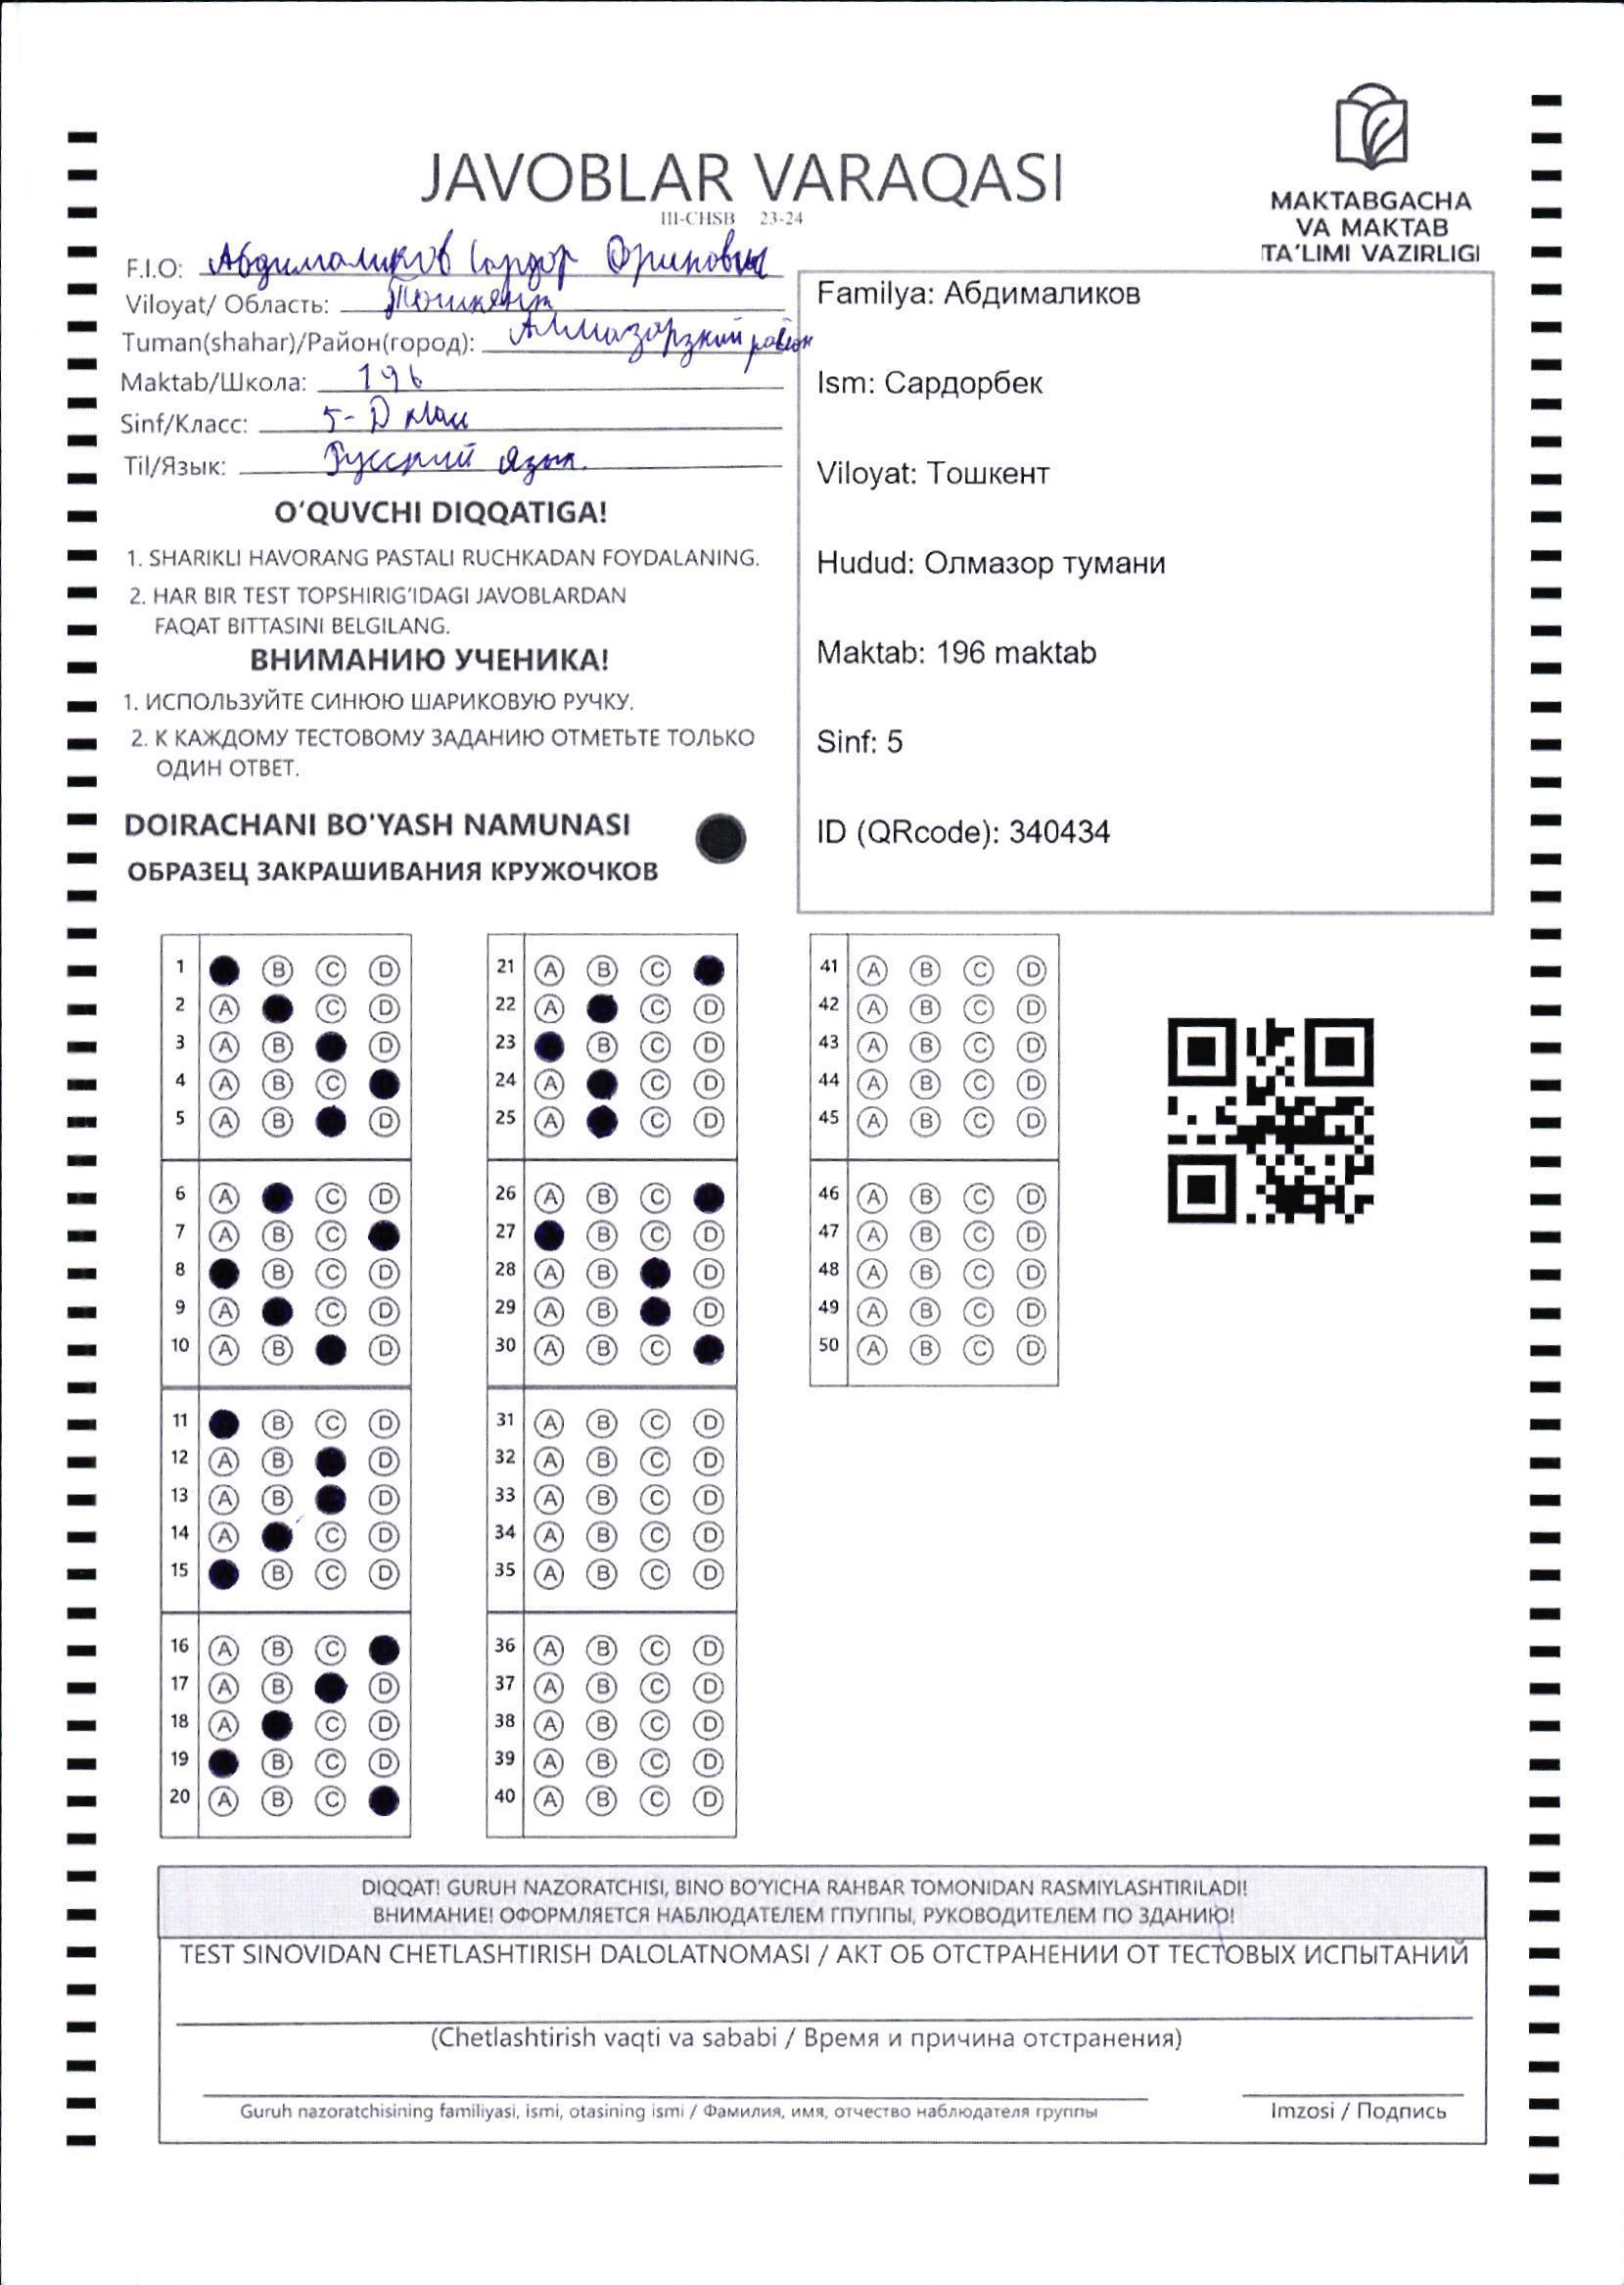 JAVOBLAR VARAQASI
III-CHSB 23-24
MAKTABGACHA
VA MAKTAB
TA'LIMI VAZIRLIGI
F.I.O: Абдималиков Сардор Ориповы
Viloyat/ Область: Тошкент
Tuman(shahar)/Район(город): Алмазарзкий район
Maktab/Школа: 196
Sinf/Класс: 5-D клас
Til/Язык: Русский язык.
O'QUVCHI DIQQATIGA!
1. SHARIKLI HAVORANG PASTALI RUCHKADAN FOYDALANING.
2. HAR BIR TEST TOPSHIRIG'IDAGI JAVOBLARDAN
FAQAT BITTASINI BELGILANG.
ВНИМАНИЮ УЧЕНИКА!
1. ИСПОЛЬЗУЙТЕ СИНЮЮ ШАРИКОВУЮ РУЧКУ.
2. К КАЖДОМУ ТЕСТОВОМУ ЗАДАНИЮ ОТМЕТЬТЕ ТОЛЬКО
ОДИН ОТВЕТ.
DOIRACHANI BO'YASH NAMUNASI
ОБРАЗЕЦ ЗАКРАШИВАНИЯ КРУЖОЧКОВ
Familya: Абдималиков
Ism: Сардорбек
Viloyat: Тошкент
Hudud: Олмазор тумани
Maktab: 196 maktab
Sinf: 5
ID (QRcode): 340434
1 B C D
2 A C D
3 A B D
4 A B C
5 A B D
6 A C D
7 A B C
8 B C D
9 A C D
10 A B D
11 B C D
12 A B D
13 A B D
14 A C D
15 B C D
16 A B C
17 A B D
18 A C D
19 B C D
20 A B C
21 A B C
22 A C D
23 B C D
24 A C D
25 A C D
26 A B C
27 B C D
28 A B D
29 A B D
30 A B C
31 A B C D
32 A B C D
33 A B C D
34 A B C D
35 A B C D
36 A B C D
37 A B C D
38 A B C D
39 A B C D
40 A B C D
41 A B C D
42 A B C D
43 A B C D
44 A B C D
45 A B C D
46 A B C D
47 A B C D
48 A B C D
49 A B C D
50 A B C D
DIQQAT! GURUH NAZORATCHISI, BINO BO'YICHA RAHBAR TOMONIDAN RASMIYLASHTIRILADI!
ВНИМАНИЕ! ОФОРМЛЯЕТСЯ НАБЛЮДАТЕЛЕМ ГПУППЫ, РУКОВОДИТЕЛЕМ ПО ЗДАНИЮ!
TEST SINOVIDAN CHETLASHTIRISH DALOLATNOMASI / АКТ ОБ ОТСТРАНЕНИИ ОТ ТЕСТОВЫХ ИСПЫТАНИЙ
(Chetlashtirish vaqti va sababi / Время и причина отстранения)
Guruh nazoratchisining familiyasi, ismi, otasining ismi / Фамилия, имя, отчество наблюдателя группы
Imzosi / Подпись